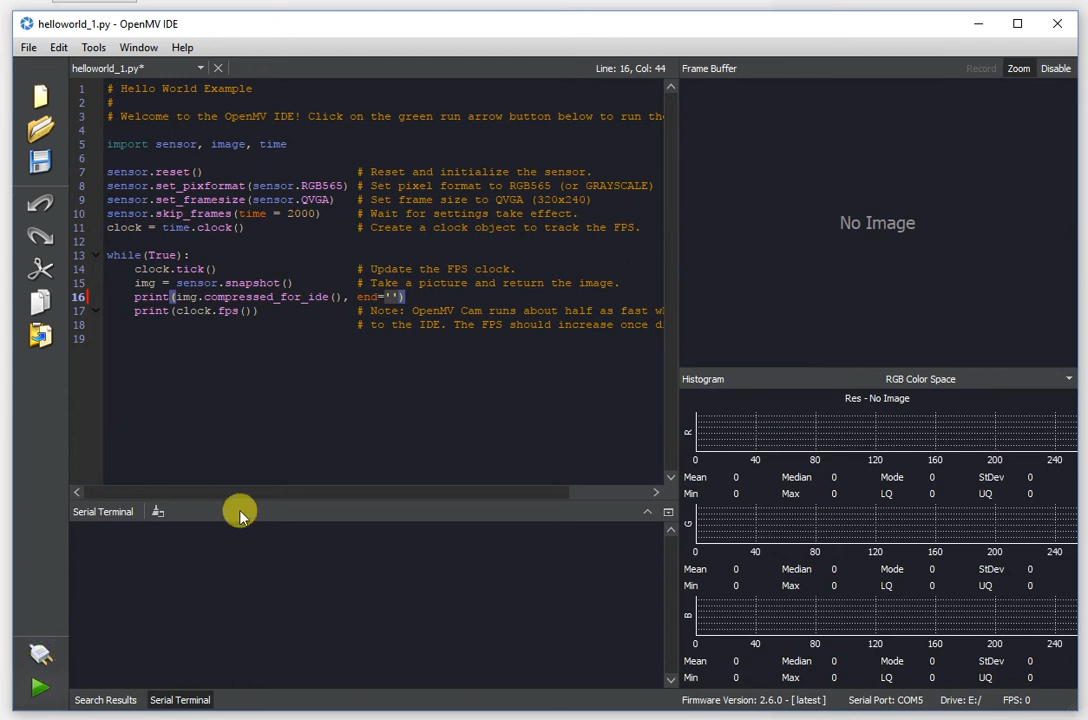 helloworld_1.py - OpenMV IDE
File Edit Tools Window Help
helloworld_1.py* Line: 16, Col: 44 Frame Buffer Record Zoom Disable
1 # Hello World Example
2 #
3 # Welcome to the OpenMV IDE! Click on the green run arrow button below to run the
4
5 import sensor, image, time
6
7 sensor.reset() # Reset and initialize the sensor.
8 sensor.set_pixformat(sensor.RGB565) # Set pixel format to RGB565 (or GRAYSCALE)
9 sensor.set_framesize(sensor.QVGA) # Set frame size to QVGA (320x240)
10 sensor.skip_frames(time = 2000) # Wait for settings take effect.
11 clock = time.clock() # Create a clock object to track the FPS.
12
13 while(True):
14 clock.tick() # Update the FPS clock.
15 img = sensor.snapshot() # Take a picture and return the image.
16 print(img.compressed_for_ide(), end='')
17 print(clock.fps()) # Note: OpenMV Cam runs about half as fast
18 # to the IDE. The FPS should increase once
19
No Image
Histogram RGB Color Space
Res - No Image
R
0 40 80 120 160 200 240
Mean 0 Median 0 Mode 0 StDev 0
Min 0 Max 0 LQ 0 UQ 0
G
0 40 80 120 160 200 240
Mean 0 Median 0 Mode 0 StDev 0
Min 0 Max 0 LQ 0 UQ 0
B
0 40 80 120 160 200 240
Mean 0 Median 0 Mode 0 StDev 0
Min 0 Max 0 LQ 0 UQ 0
Serial Terminal
Search Results Serial Terminal
Firmware Version: 2.6.0 - [ latest ] Serial Port: COM5 Drive: E:/ FPS: 0